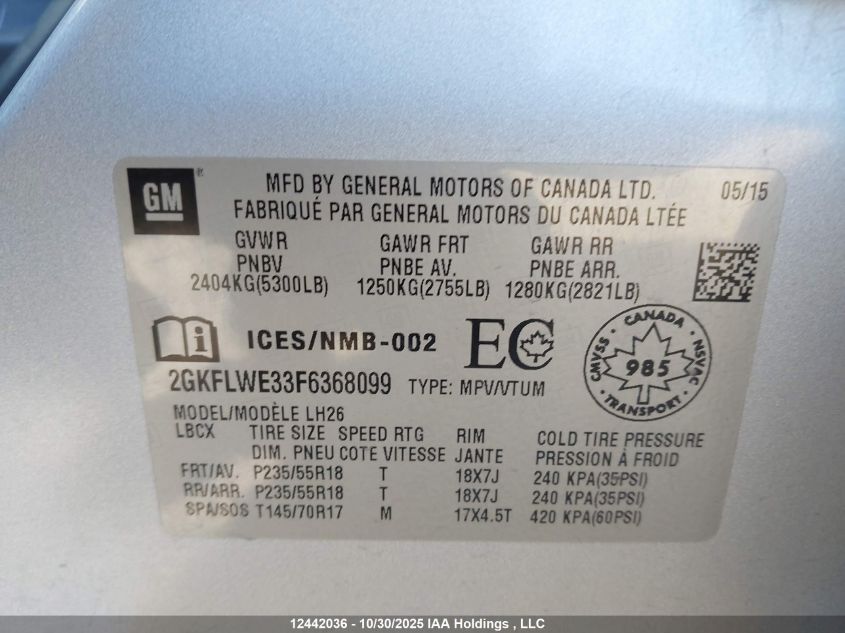 GM
MFD BY GENERAL MOTORS OF CANADA LTD. 05/15
FABRIQUÉ PAR GENERAL MOTORS DU CANADA LTÉE
GVWR GAWR FRT GAWR RR
PNBV PNBE AV. PNBE ARR.
2404KG(5300LB) 1250KG(2755LB) 1280KG(2821LB)
i ICES/NMB-002 EC
CANADA
CMVSS 985 NSVAC
TRANSPORT
2GKFLWE33F6368099 TYPE: MPV/VTUM
MODEL/MODÈLE LH26
LBCX TIRE SIZE SPEED RTG RIM COLD TIRE PRESSURE
DIM. PNEU COTE VITESSE JANTE PRESSION À FROID
FRT/AV. P235/55R18 T 18X7J 240 KPA(35PSI)
RR/ARR. P235/55R18 T 18X7J 240 KPA(35PSI)
SPA/SOS T145/70R17 M 17X4.5T 420 KPA(60PSI)
12442036 - 10/30/2025 IAA Holdings , LLC